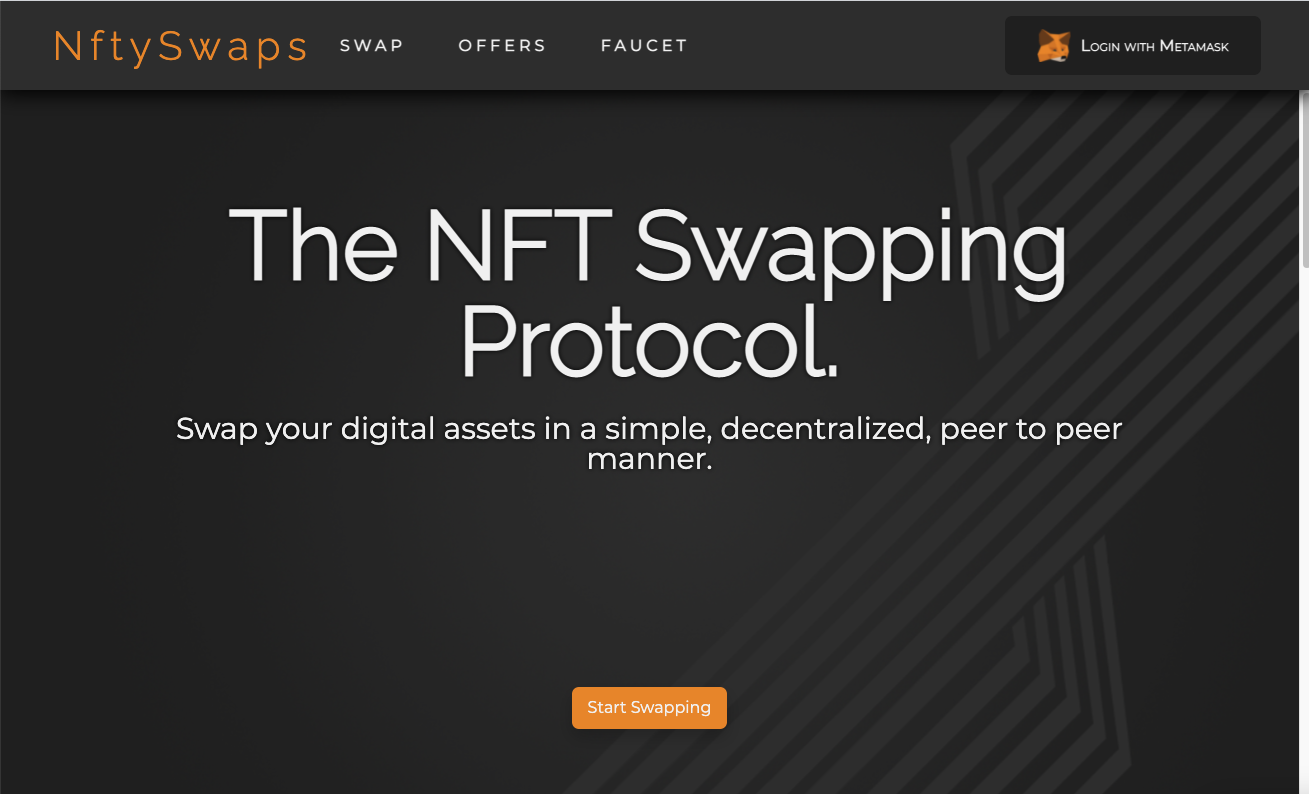 NftySwaps SWAP OFFERS FAUCET Login with Metamask
The NFT Swapping
Protocol.
Swap your digital assets in a simple, decentralized, peer to peer
manner.
Start Swapping